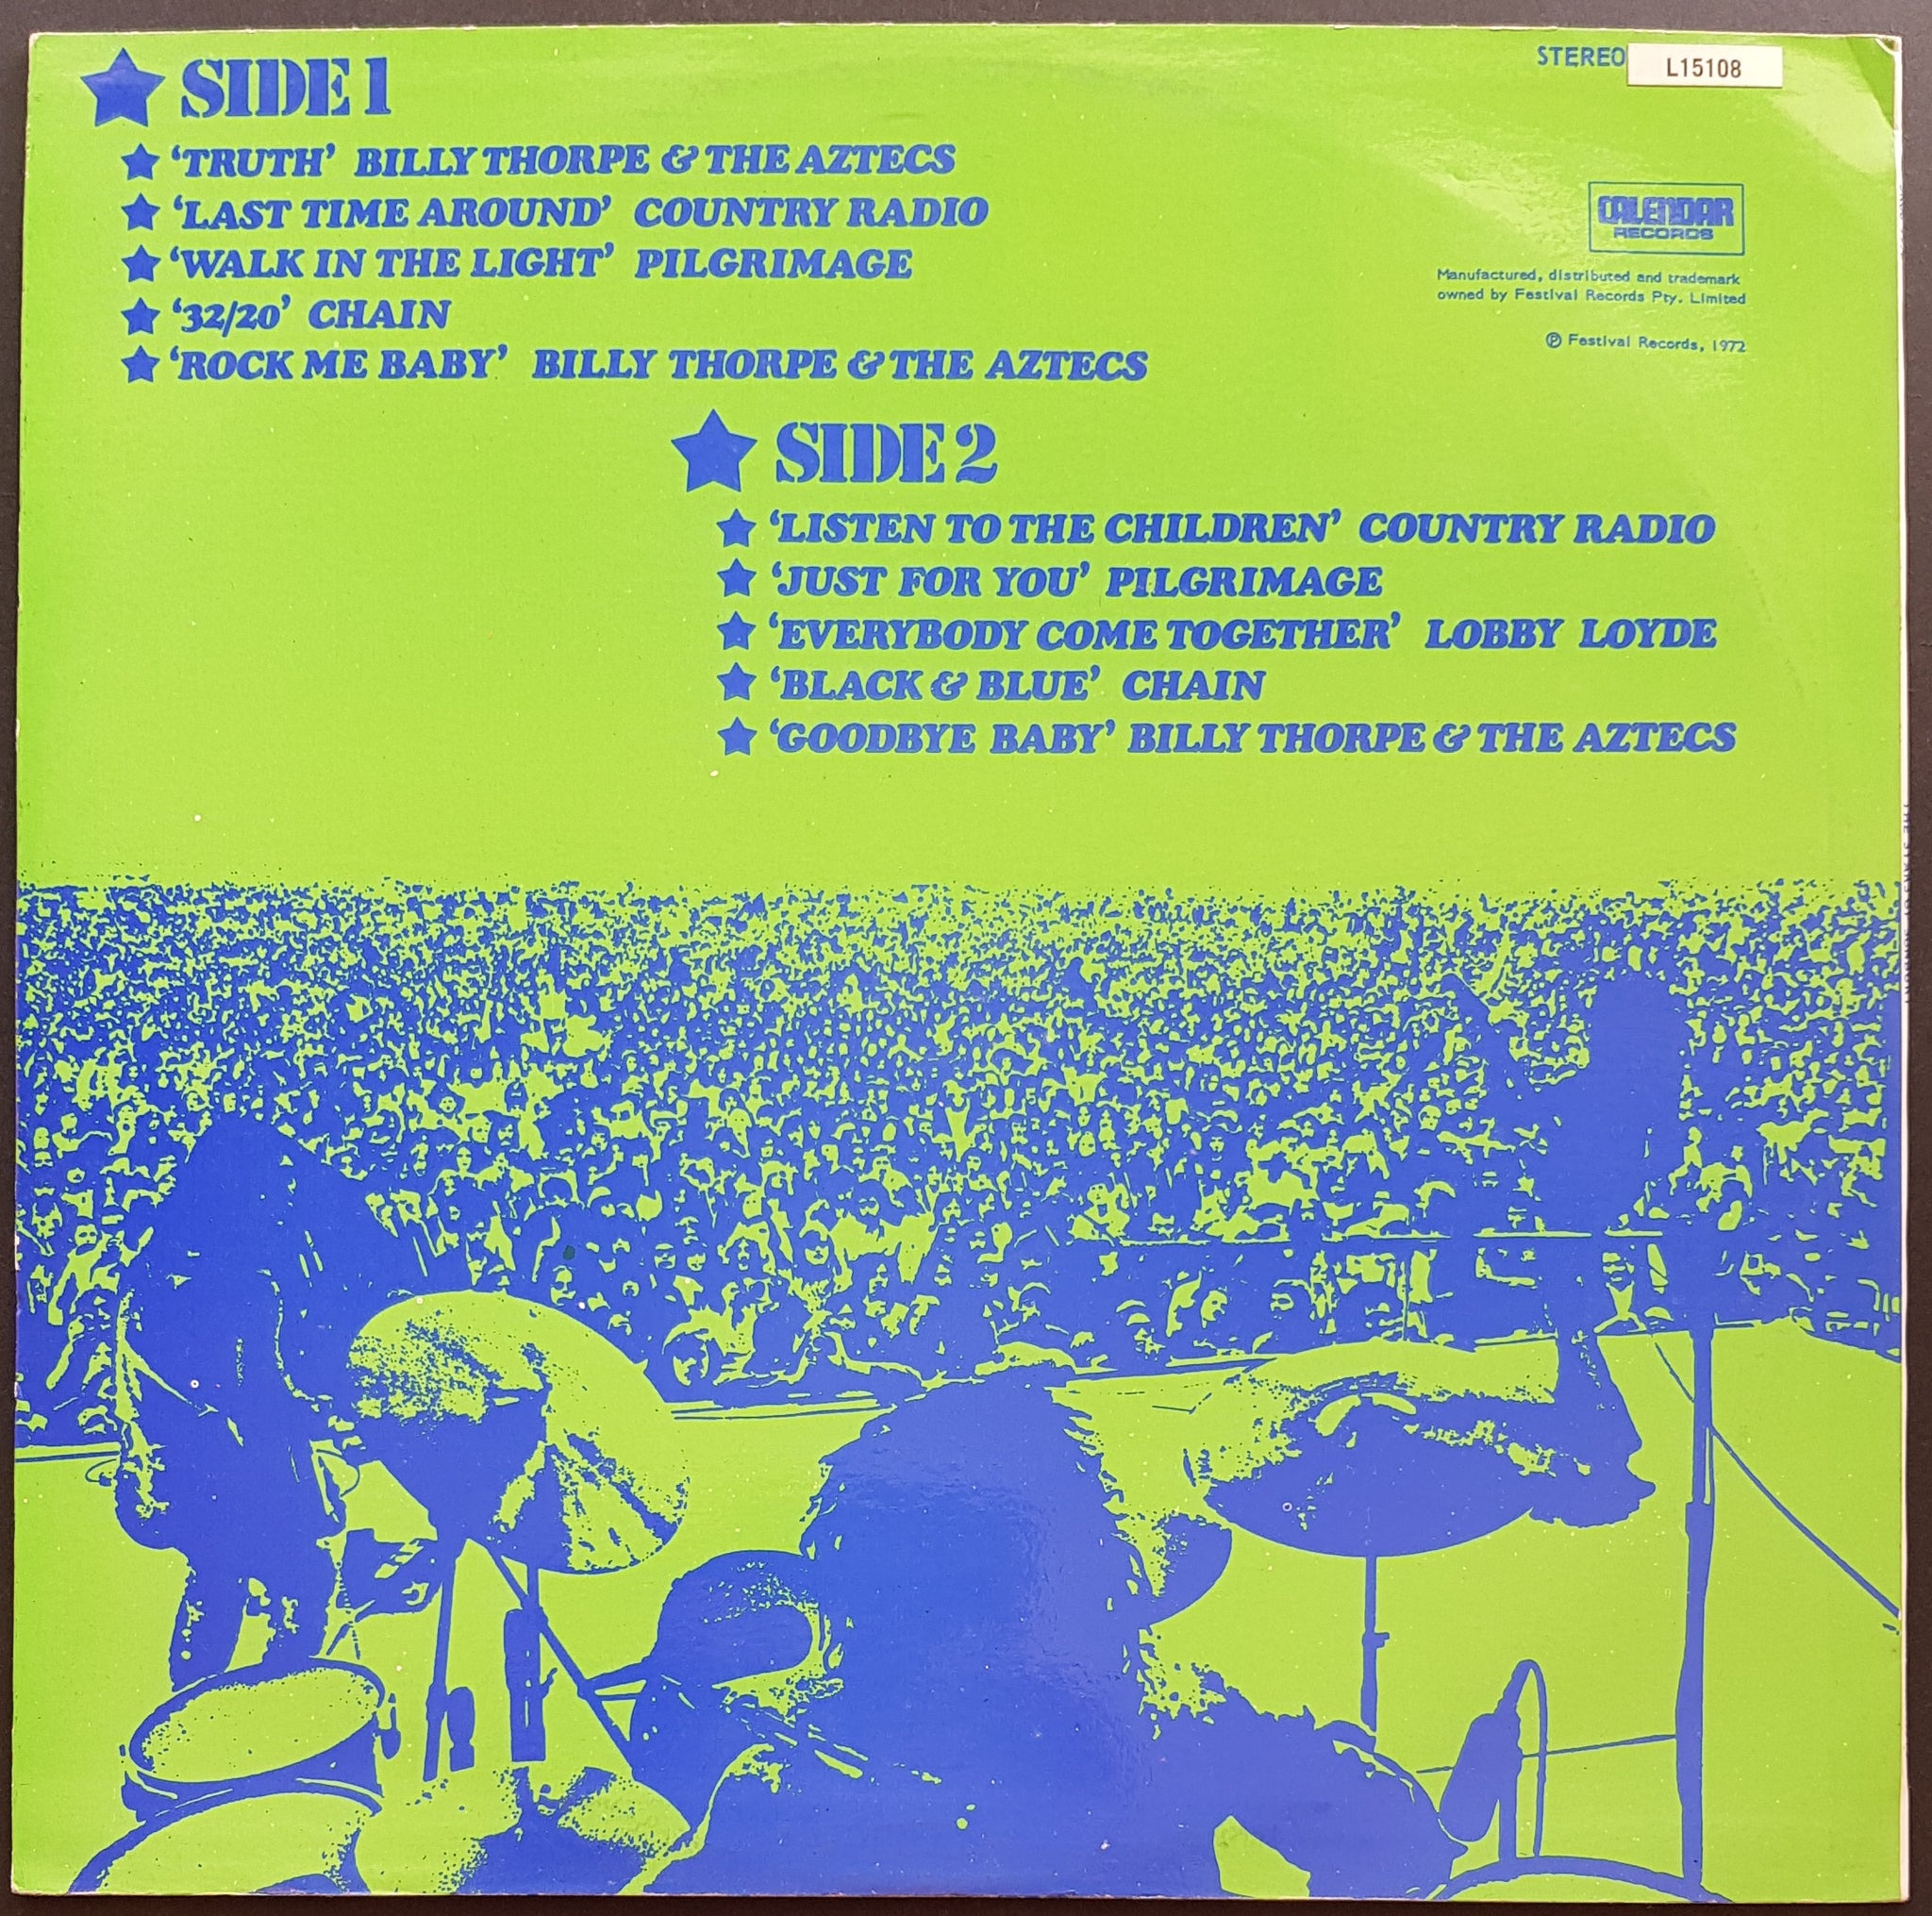 SIDE 1
‘TRUTH’ BILLY THORPE & THE AZTECS
‘LAST TIME AROUND’ COUNTRY RADIO
‘WALK IN THE LIGHT’ PILGRIMAGE
‘32/20’ CHAIN
‘ROCK ME BABY’ BILLY THORPE & THE AZTECS
STEREO L15108
CALENDAR
RECORDS
Manufactured, distributed and trademark
owned by Festival Records Pty. Limited
Ⓟ Festival Records, 1972
SIDE 2
‘LISTEN TO THE CHILDREN’ COUNTRY RADIO
‘JUST FOR YOU’ PILGRIMAGE
‘EVERYBODY COME TOGETHER’ LOBBY LOYDE
‘BLACK & BLUE’ CHAIN
‘GOODBYE BABY’ BILLY THORPE & THE AZTECS